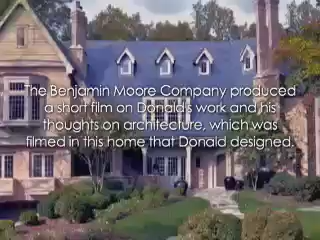 The Benjamin Moore Company produced
a short film on Donald's work and his
thoughts on architecture, which was
filmed in this home that Donald designed.